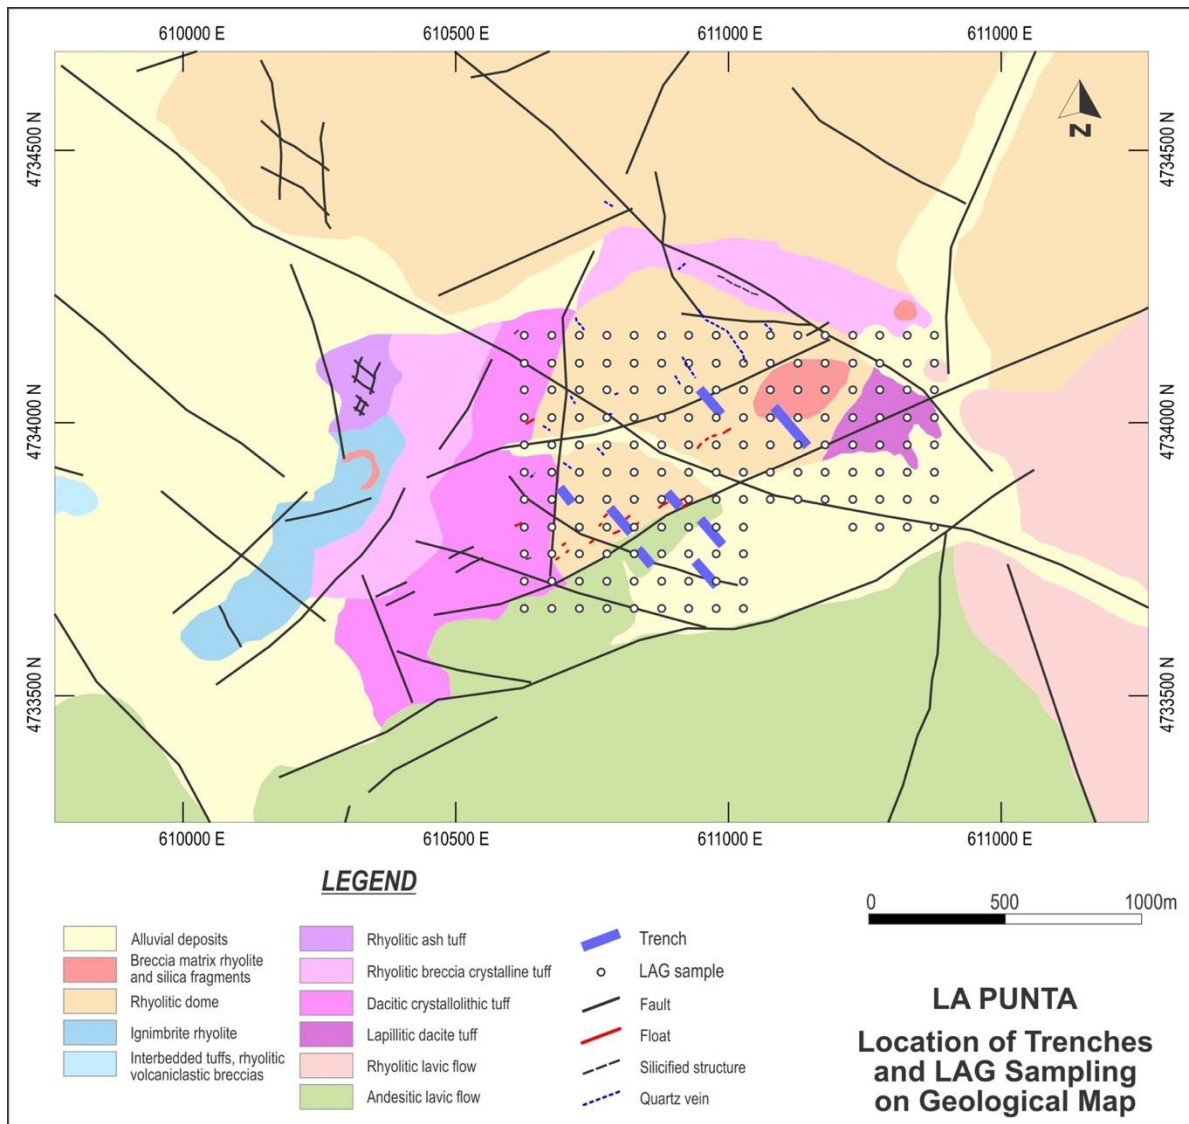 610000 E 610500 E 611000 E 611000 E
4734500 N
4734500 N
N
4734000 N
4734000 N
4733500 N
4733500 N
610000 E 610500 E 611000 E 611000 E
LEGEND
Alluvial deposits
Breccia matrix rhyolite
and silica fragments
Rhyolitic dome
Ignimbrite rhyolite
Interbedded tuffs, rhyolitic
volcaniclastic breccias
Rhyolitic ash tuff
Rhyolitic breccia crystalline tuff
Dacitic crystallolithic tuff
Lapillitic dacite tuff
Rhyolitic lavic flow
Andesitic lavic flow
Trench
LAG sample
Fault
Float
Silicified structure
Quartz vein
0 500 1000m
LA PUNTA
Location of Trenches
and LAG Sampling
on Geological Map